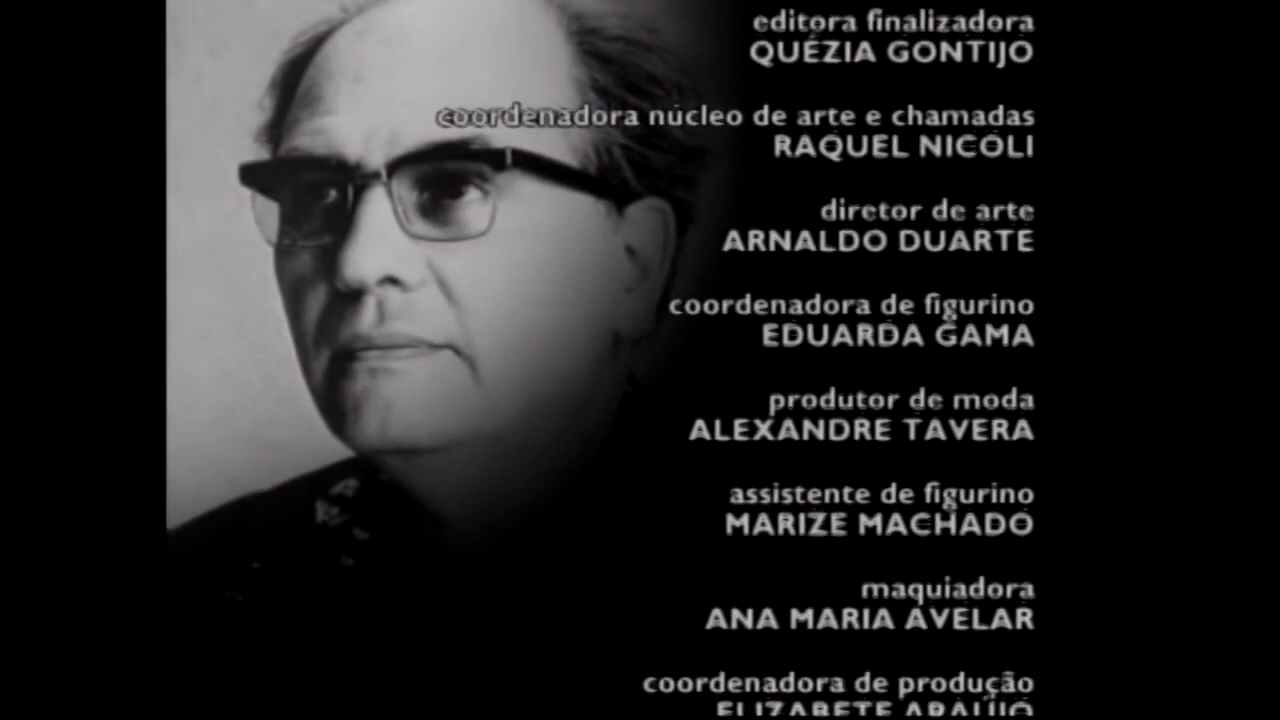 editora finalizadora
QUÉZIA GONTIJO
coordenadora núcleo de arte e chamadas
RAQUEL NICOLI
diretor de arte
ARNALDO DUARTE
coordenadora de figurino
EDUARDA GAMA
produtor de moda
ALEXANDRE TAVERA
assistente de figurino
MARIZE MACHADO
maquiadora
ANA MARIA AVELAR
coordenadora de produção
ELIZABETE ARAÚJO